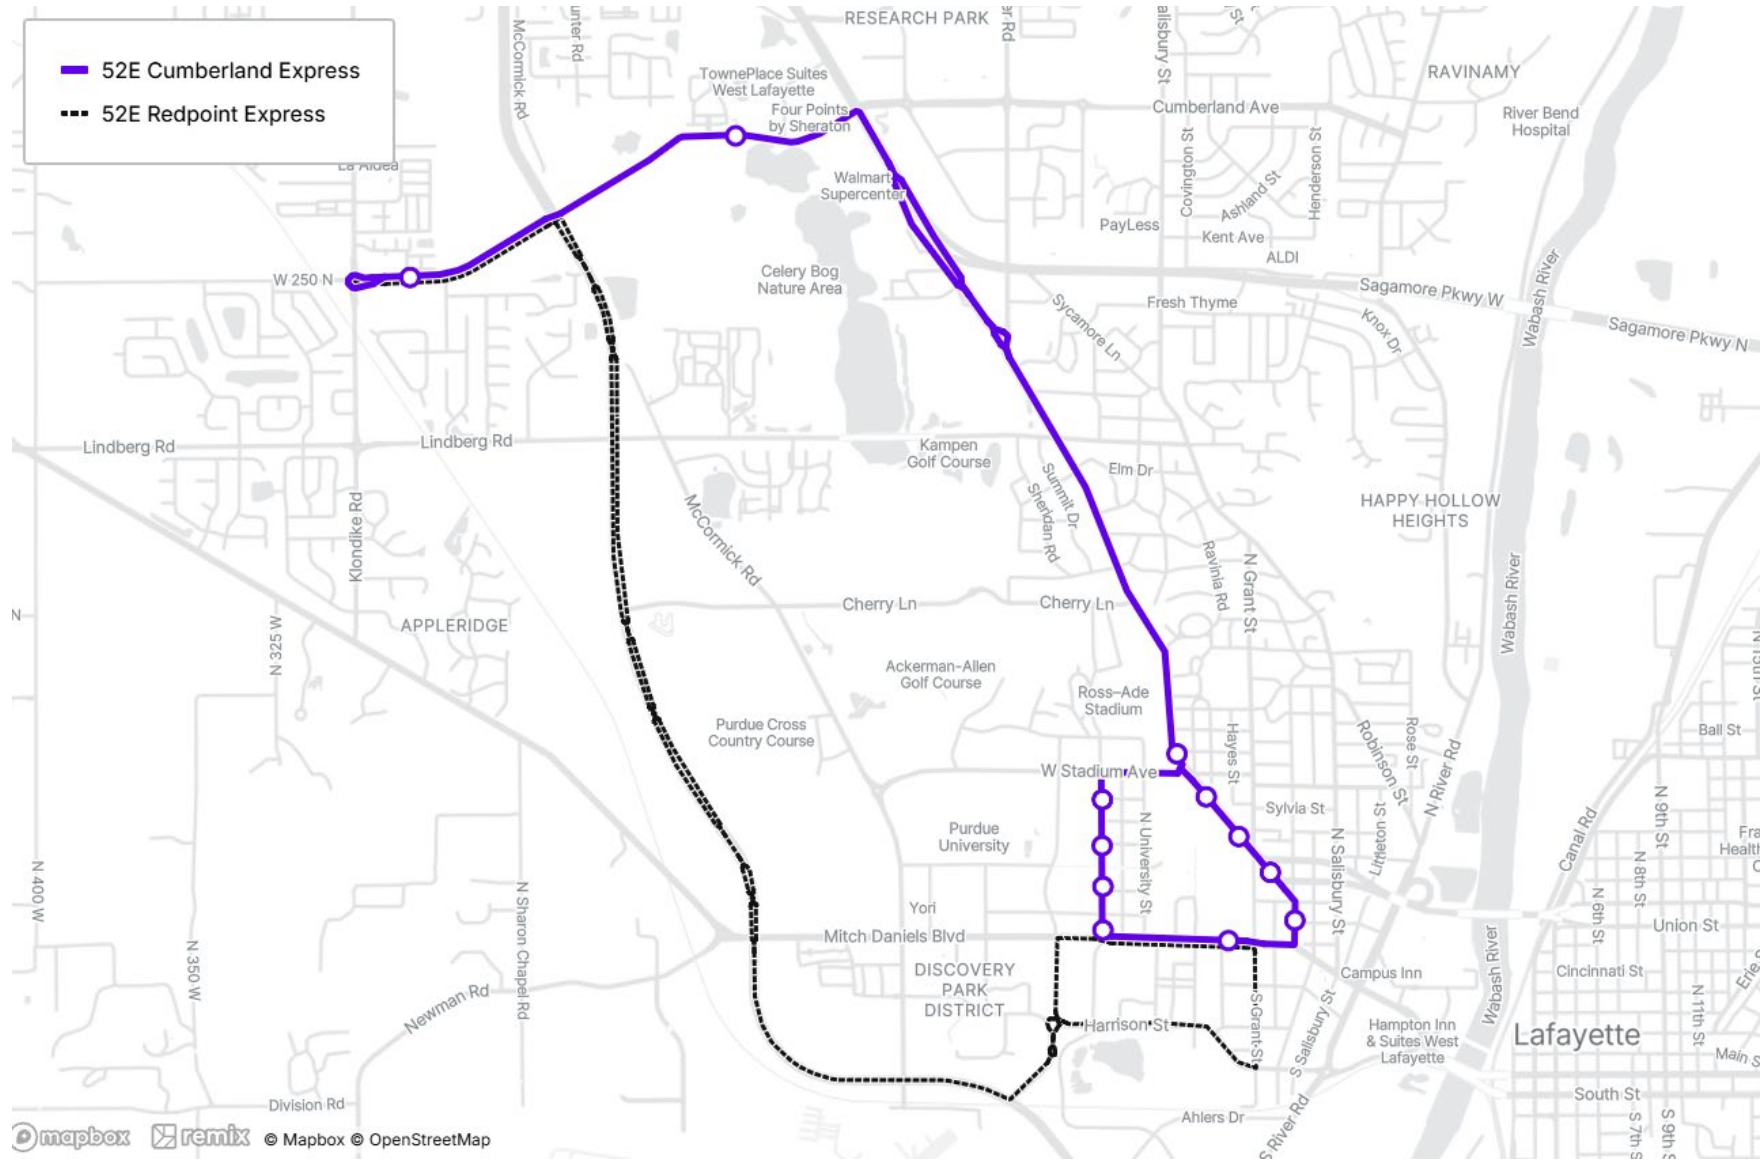 52E Cumberland Express
52E Redpoint Express
RESEARCH PARK
McCormick Rd
TownePlace Suites
West Lafayette
Four Points
by Sheraton
Cumberland Ave
RAVINAMY
River Bend
Hospital
La Aldea
Walmart
Supercenter
Covington St
Ashland St
Henderson St
PayLess
Kent Ave
ALDI
W 250 N
Celery Bog
Nature Area
Sycamore Ln
Fresh Thyme
Sagamore Pkwy W
Knox Dr
Wabash River
Sagamore Pkwy N
Lindberg Rd
Lindberg Rd
Kampen
Golf Course
Elm Dr
Summit Dr
Sheridan Rd
HAPPY HOLLOW
HEIGHTS
Klondike Rd
McCormick Rd
Ravinia Rd
N Grant St
Wabash River
N
Cherry Ln
Cherry Ln
N 325 W
APPLERIDGE
Ackerman-Allen
Golf Course
Ross–Ade
Stadium
Purdue Cross
Country Course
Hayes St
Robinson St
Rose St
N River Rd
Ball St
W Stadium Ave
Sylvia St
Littleton St
N Salisbury St
Canal Rd
N 9th St
Purdue
University
N University St
N 8th St
N 400 W
N Sharon Chapel Rd
N 350 W
Yori
Mitch Daniels Blvd
N 6th St
Union St
DISCOVERY
PARK
DISTRICT
Newman Rd
Campus Inn
Wabash River
Cincinnati St
N 11th St
S Grant St
S Salisbury St
Harrison St
Hampton Inn
& Suites West
Lafayette
Lafayette
Main S
South St
Division Rd
Ahlers Dr
S River Rd
S 9th S
mapbox
remix
© Mapbox © OpenStreetMap